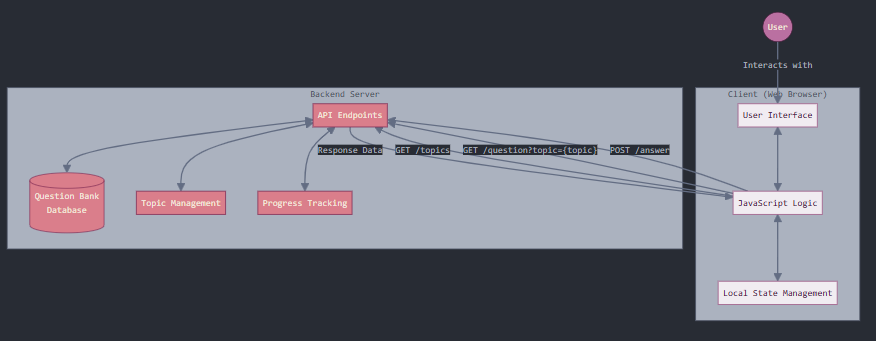 User
Interacts with
Backend Server
Client (Web Browser)
API Endpoints
User Interface
Response Data
GET /topics
GET /question?topic={topic}
POST /answer
Question Bank
Database
Topic Management
Progress Tracking
JavaScript Logic
Local State Management